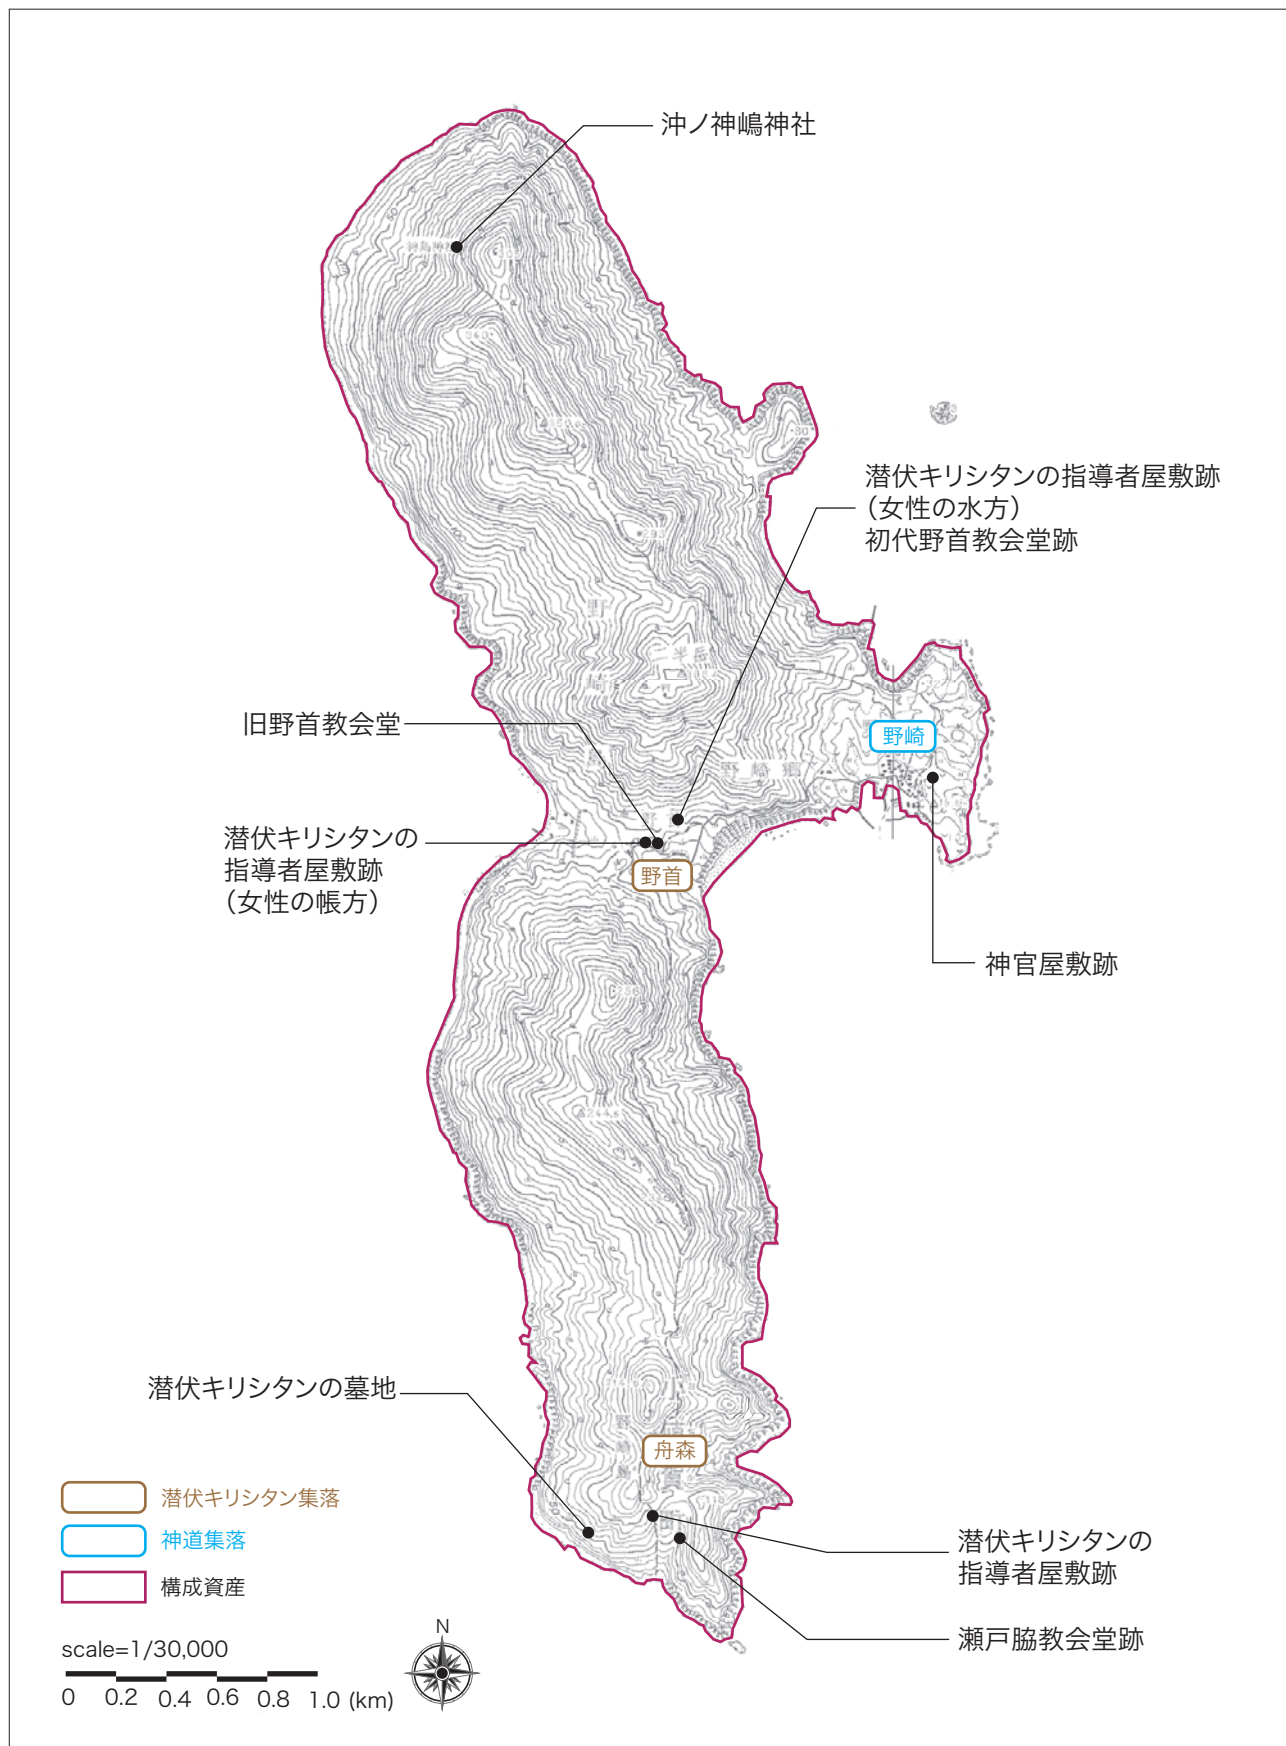 沖ノ神嶋神社
潜伏キリシタンの指導者屋敷跡
（女性の水方）
初代野首教会堂跡
旧野首教会堂
野崎
野崎郷
潜伏キリシタンの
指導者屋敷跡
（女性の帳方）
野首
神官屋敷跡
潜伏キリシタンの墓地
舟森
潜伏キリシタン集落
神道集落
構成資産
潜伏キリシタンの
指導者屋敷跡
瀬戸脇教会堂跡
scale=1/30,000
N
0 0.2 0.4 0.6 0.8 1.0 (km)